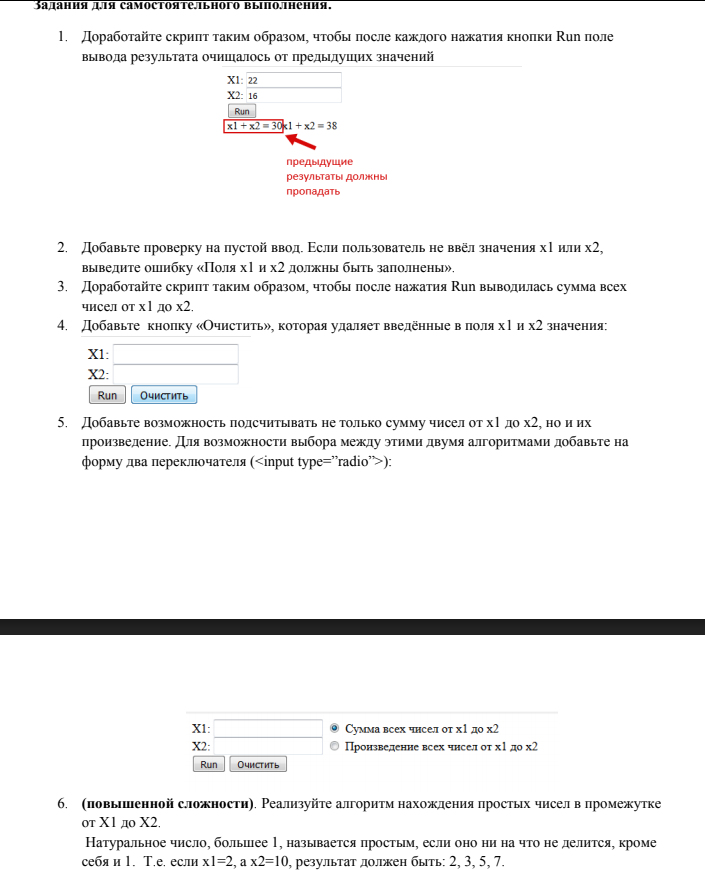 Задания для самостоятельного выполнения.
1. Доработайте скрипт таким образом, чтобы после каждого нажатия кнопки Run поле
вывода результата очищалось от предыдущих значений
X1: 22
X2: 16
Run
x1 + x2 = 30x1 + x2 = 38
предыдущие
результаты должны
пропадать
2. Добавьте проверку на пустой ввод. Если пользователь не ввёл значения x1 или x2,
выведите ошибку «Поля x1 и x2 должны быть заполнены».
3. Доработайте скрипт таким образом, чтобы после нажатия Run выводилась сумма всех
чисел от x1 до x2.
4. Добавьте кнопку «Очистить», которая удаляет введённые в поля x1 и x2 значения:
X1:
X2:
Run Очистить
5. Добавьте возможность подсчитывать не только сумму чисел от x1 до x2, но и их
произведение. Для возможности выбора между этими двумя алгоритмами добавьте на
форму два переключателя (<input type=”radio”>):
X1: Сумма всех чисел от x1 до x2
X2: Произведение всех чисел от x1 до x2
Run Очистить
6. (повышенной сложности). Реализуйте алгоритм нахождения простых чисел в промежутке
от X1 до X2.
Натуральное число, большее 1, называется простым, если оно ни на что не делится, кроме
себя и 1. Т.е. если x1=2, а x2=10, результат должен быть: 2, 3, 5, 7.